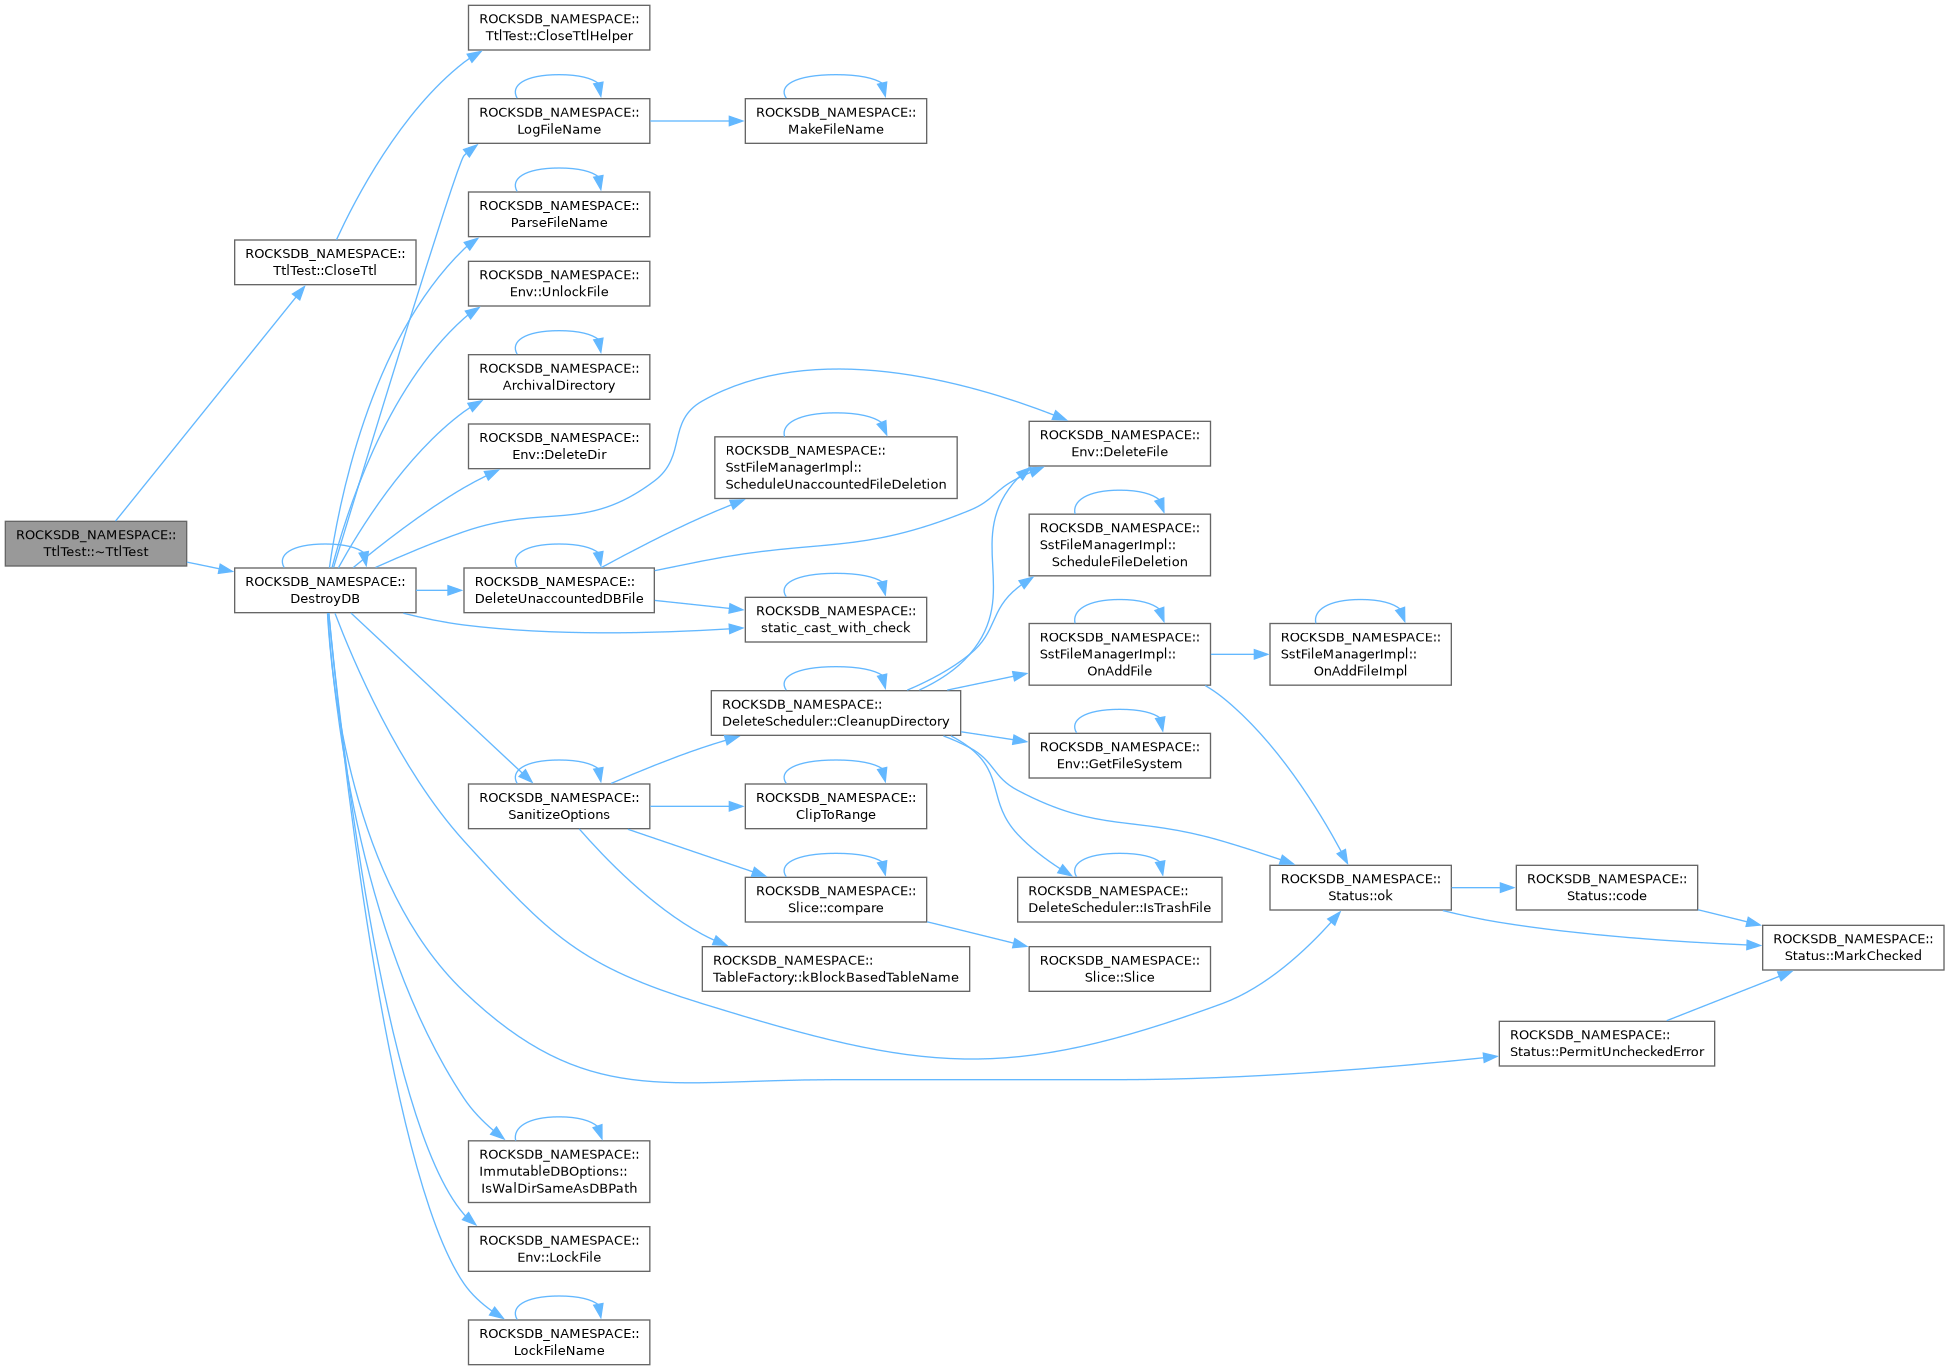 ROCKSDB_NAMESPACE::
TtlTest::~TtlTest
ROCKSDB_NAMESPACE::
TtlTest::CloseTtl
ROCKSDB_NAMESPACE::
DestroyDB
ROCKSDB_NAMESPACE::
TtlTest::CloseTtlHelper
ROCKSDB_NAMESPACE::
LogFileName
ROCKSDB_NAMESPACE::
ParseFileName
ROCKSDB_NAMESPACE::
Env::UnlockFile
ROCKSDB_NAMESPACE::
ArchivalDirectory
ROCKSDB_NAMESPACE::
Env::DeleteDir
ROCKSDB_NAMESPACE::
DeleteUnaccountedDBFile
ROCKSDB_NAMESPACE::
SanitizeOptions
ROCKSDB_NAMESPACE::
ImmutableDBOptions::
IsWalDirSameAsDBPath
ROCKSDB_NAMESPACE::
Env::LockFile
ROCKSDB_NAMESPACE::
LockFileName
ROCKSDB_NAMESPACE::
MakeFileName
ROCKSDB_NAMESPACE::
SstFileManagerImpl::
ScheduleUnaccountedFileDeletion
ROCKSDB_NAMESPACE::
static_cast_with_check
ROCKSDB_NAMESPACE::
DeleteScheduler::CleanupDirectory
ROCKSDB_NAMESPACE::
ClipToRange
ROCKSDB_NAMESPACE::
Slice::compare
ROCKSDB_NAMESPACE::
TableFactory::kBlockBasedTableName
ROCKSDB_NAMESPACE::
Env::DeleteFile
ROCKSDB_NAMESPACE::
SstFileManagerImpl::
ScheduleFileDeletion
ROCKSDB_NAMESPACE::
SstFileManagerImpl::
OnAddFile
ROCKSDB_NAMESPACE::
Env::GetFileSystem
ROCKSDB_NAMESPACE::
DeleteScheduler::IsTrashFile
ROCKSDB_NAMESPACE::
Slice::Slice
ROCKSDB_NAMESPACE::
SstFileManagerImpl::
OnAddFileImpl
ROCKSDB_NAMESPACE::
Status::ok
ROCKSDB_NAMESPACE::
Status::code
ROCKSDB_NAMESPACE::
Status::PermitUncheckedError
ROCKSDB_NAMESPACE::
Status::MarkChecked